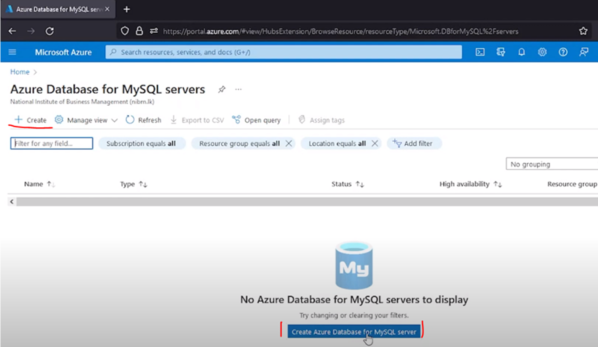 Azure Database for MySQL serv
https://portal.azure.com/#view/HubsExtension/BrowseResource/resourceType/Microsoft.DBforMySQL%2Fservers
Microsoft Azure
Search resources, services, and docs (G+/)
Home >
Azure Database for MySQL servers
National Institute of Business Management (nibm.lk)
+ Create Manage view Refresh Export to CSV Open query Assign tags
Filter for any field... Subscription equals all Resource group equals all Location equals all Add filter
No grouping
Name Type Status High availability Resource group
My
No Azure Database for MySQL servers to display
Try changing or clearing your filters.
Create Azure Database for MySQL server